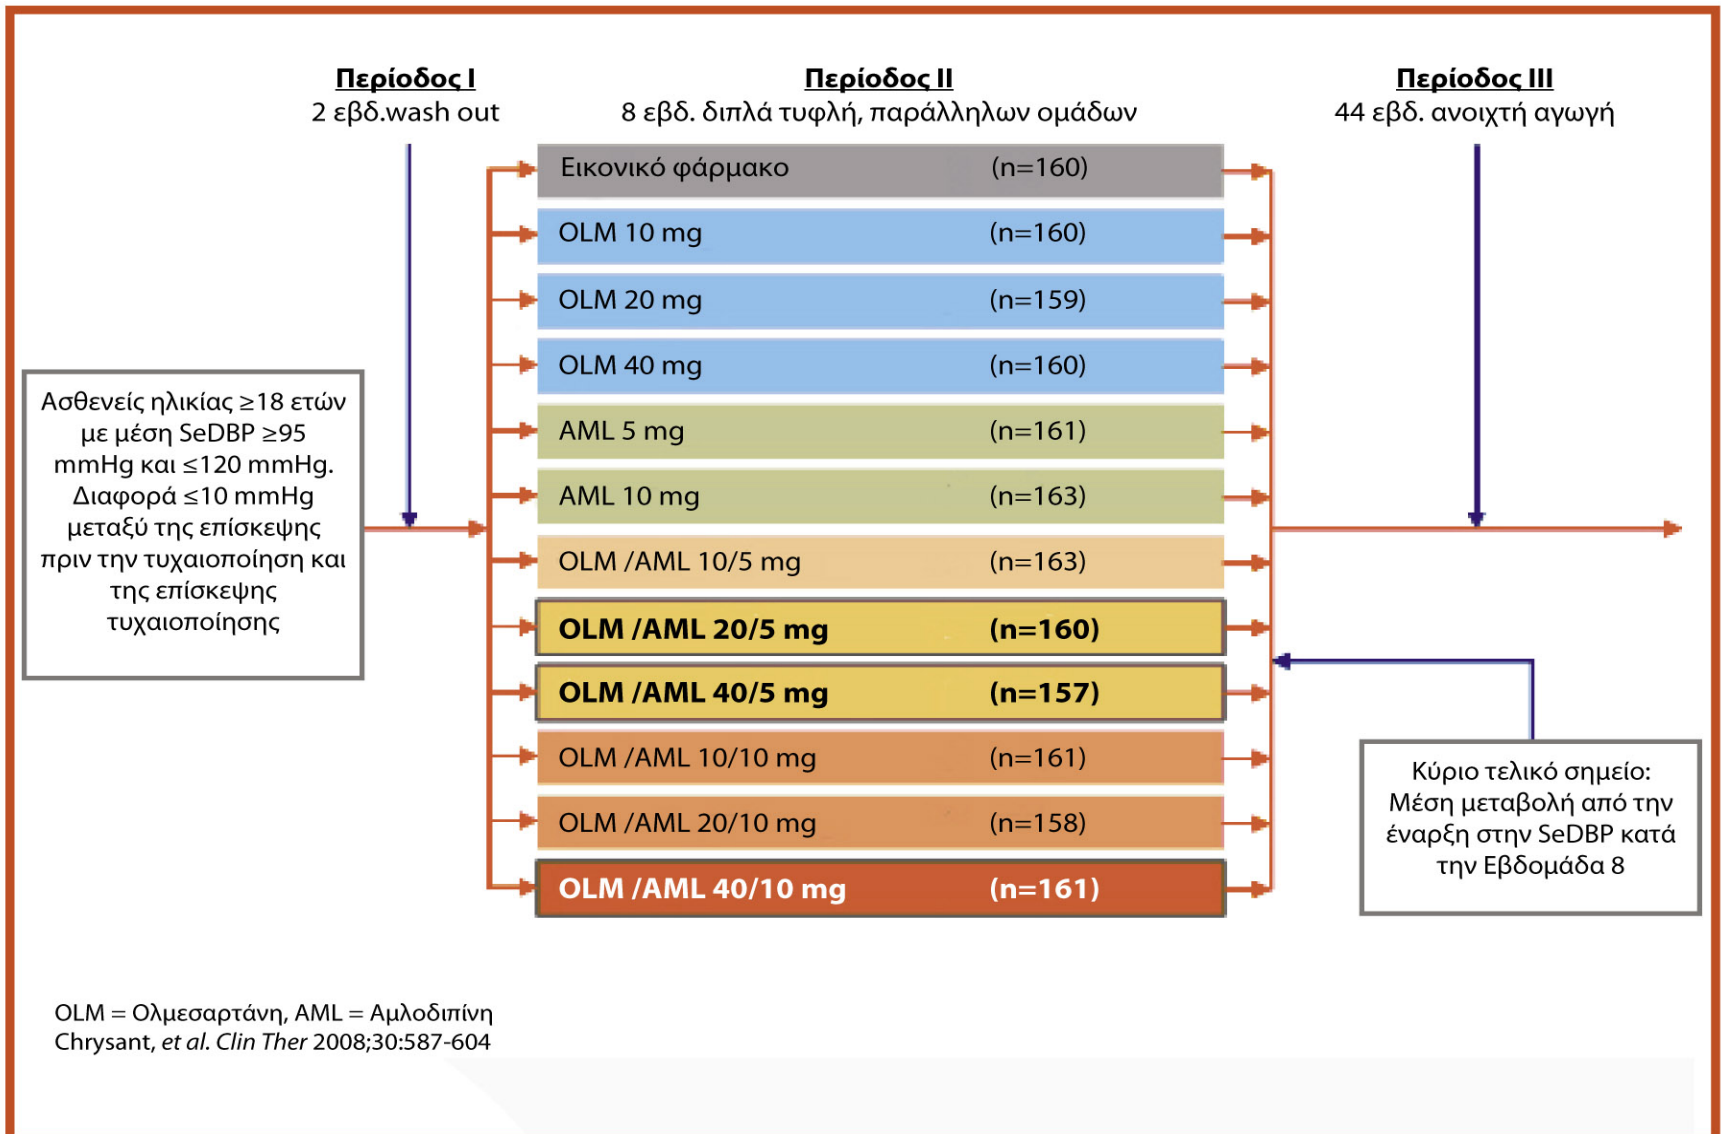 Περίοδος I
2 εβδ.wash out
Περίοδος II
8 εβδ. διπλά τυφλή, παράλληλων ομάδων
Περίοδος III
44 εβδ. ανοιχτή αγωγή
Ασθενείς ηλικίας ≥18 ετών
με μέση SeDBP ≥95
mmHg και ≤120 mmHg.
Διαφορά ≤10 mmHg
μεταξύ της επίσκεψης
πριν την τυχαιοποίηση και
της επίσκεψης
τυχαιοποίησης
Εικονικό φάρμακο (n=160)
OLM 10 mg (n=160)
OLM 20 mg (n=159)
OLM 40 mg (n=160)
AML 5 mg (n=161)
AML 10 mg (n=163)
OLM /AML 10/5 mg (n=163)
OLM /AML 20/5 mg (n=160)
OLM /AML 40/5 mg (n=157)
OLM /AML 10/10 mg (n=161)
OLM /AML 20/10 mg (n=158)
OLM /AML 40/10 mg (n=161)
Κύριο τελικό σημείο:
Μέση μεταβολή από την
έναρξη στην SeDBP κατά
την Εβδομάδα 8
OLM = Ολμεσαρτάνη, AML = Αμλοδιπίνη
Chrysant, et al. Clin Ther 2008;30:587-604